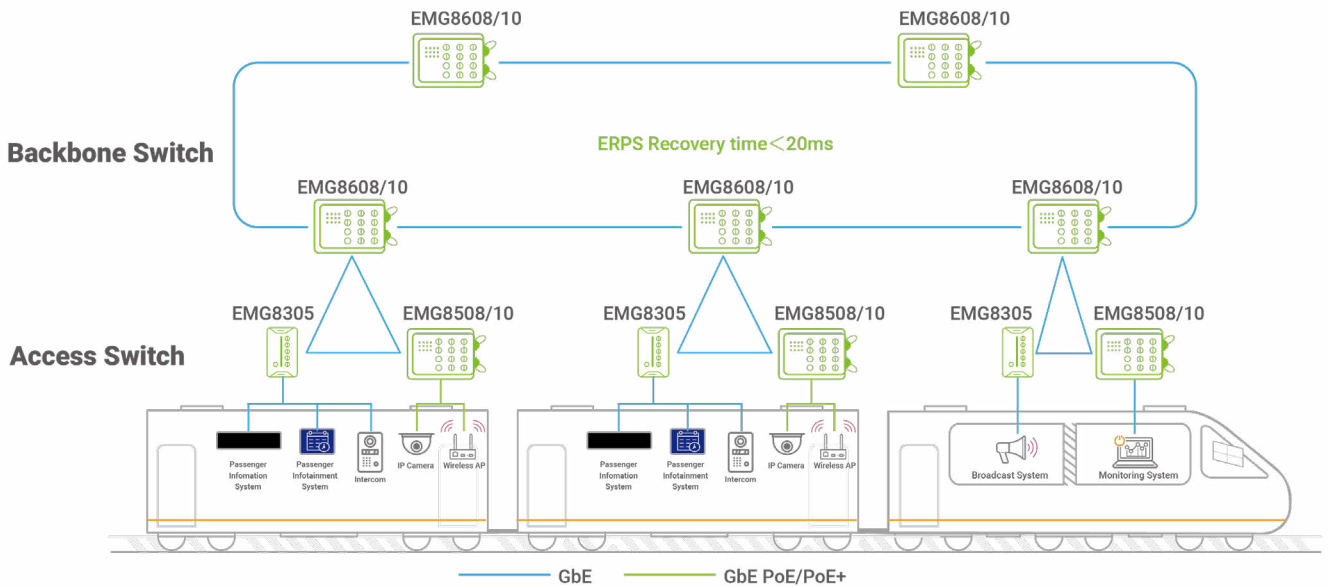 EMG8608/10
EMG8608/10
Backbone Switch
ERPS Recovery time<20ms
EMG8608/10
EMG8608/10
EMG8608/10
Access Switch
EMG8305
EMG8508/10
EMG8305
EMG8508/10
EMG8305
EMG8508/10
Passenger
Infomation
System
Passenger
Infotainment
System
Intercom
IP Camera
Wireless AP
Passenger
Infomation
System
Passenger
Infotainment
System
Intercom
IP Camera
Wireless AP
Broadcast System
Monitoring System
GbE
GbE PoE/PoE+